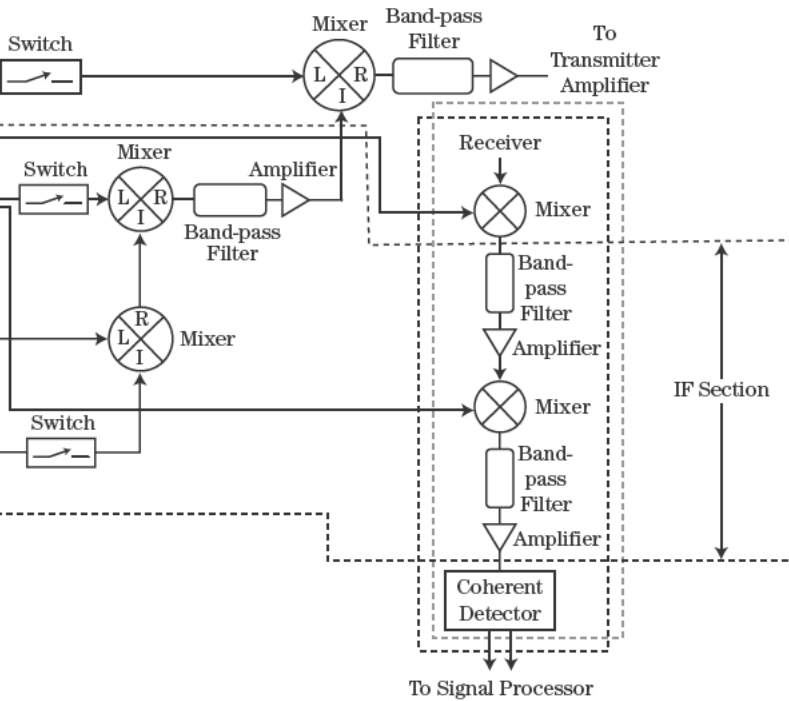 Switch
Mixer
L R
I
Band-pass
Filter
To
Transmitter
Amplifier
Switch
Mixer
L R
I
Band-pass
Filter
Amplifier
R
L
I
Mixer
Switch
Receiver
Mixer
Band-
pass
Filter
Amplifier
Mixer
Band-
pass
Filter
Amplifier
Coherent
Detector
To Signal Processor
IF Section